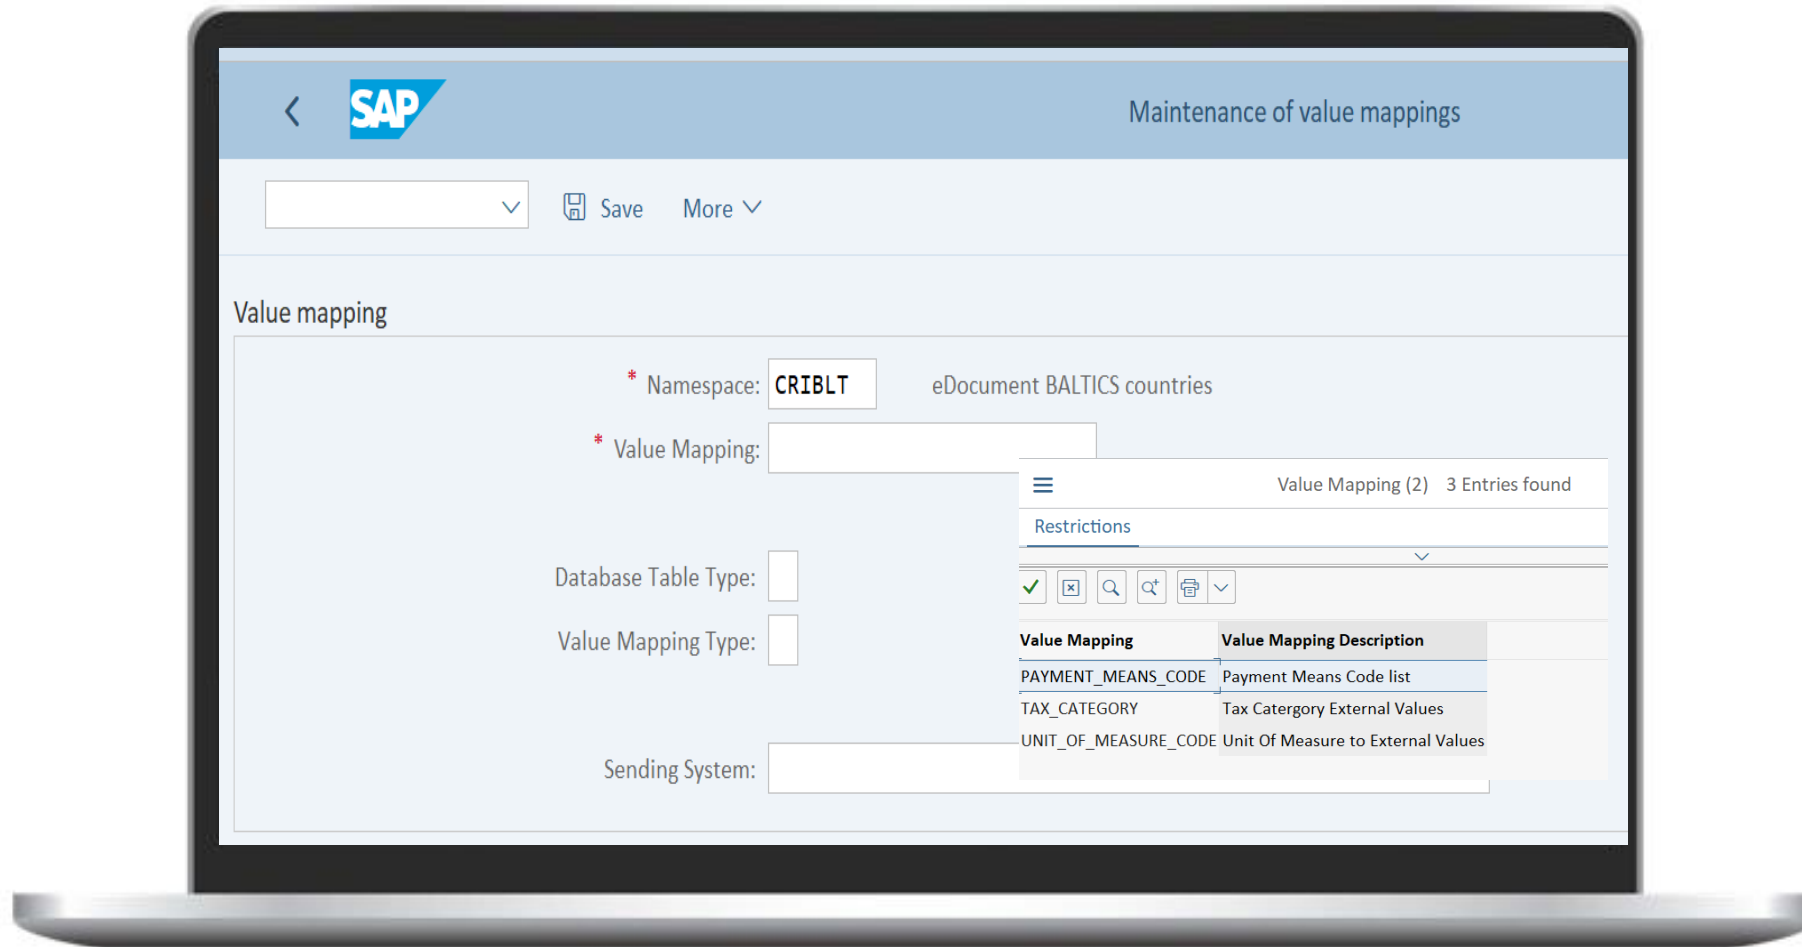 SAP
Maintenance of value mappings
Save More
Value mapping
* Namespace: CRIBLT eDocument BALTICS countries
* Value Mapping:
Value Mapping (2) 3 Entries found
Restrictions
Database Table Type:
Value Mapping Type:
Value Mapping Value Mapping Description
PAYMENT_MEANS_CODE Payment Means Code list
TAX_CATEGORY Tax Catergory External Values
UNIT_OF_MEASURE_CODE Unit Of Measure to External Values
Sending System: